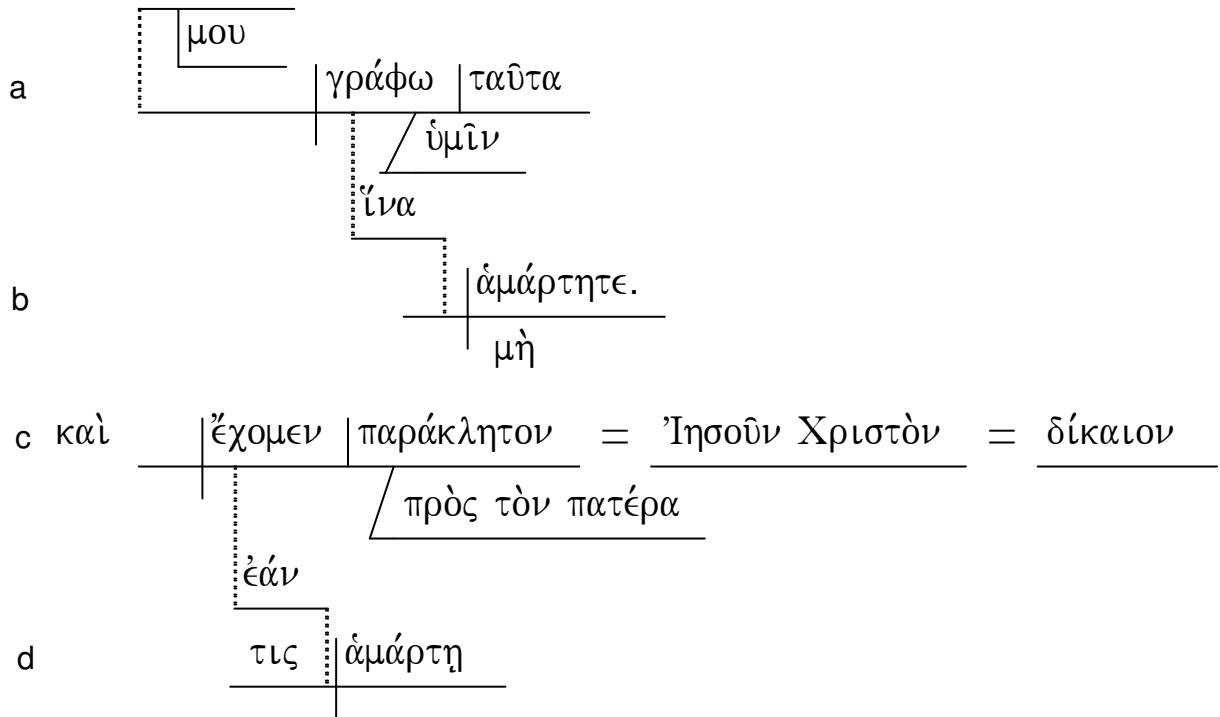 μου
a γράφω ταῦτα
ὑμῖν
ἵνα
b ἁμάρτητε.
μὴ
c καὶ ἔχομεν παράκλητον = Ἰησοῦν Χριστὸν = δίκαιον
πρὸς τὸν πατέρα
ἐάν
d τις ἁμάρτῃ